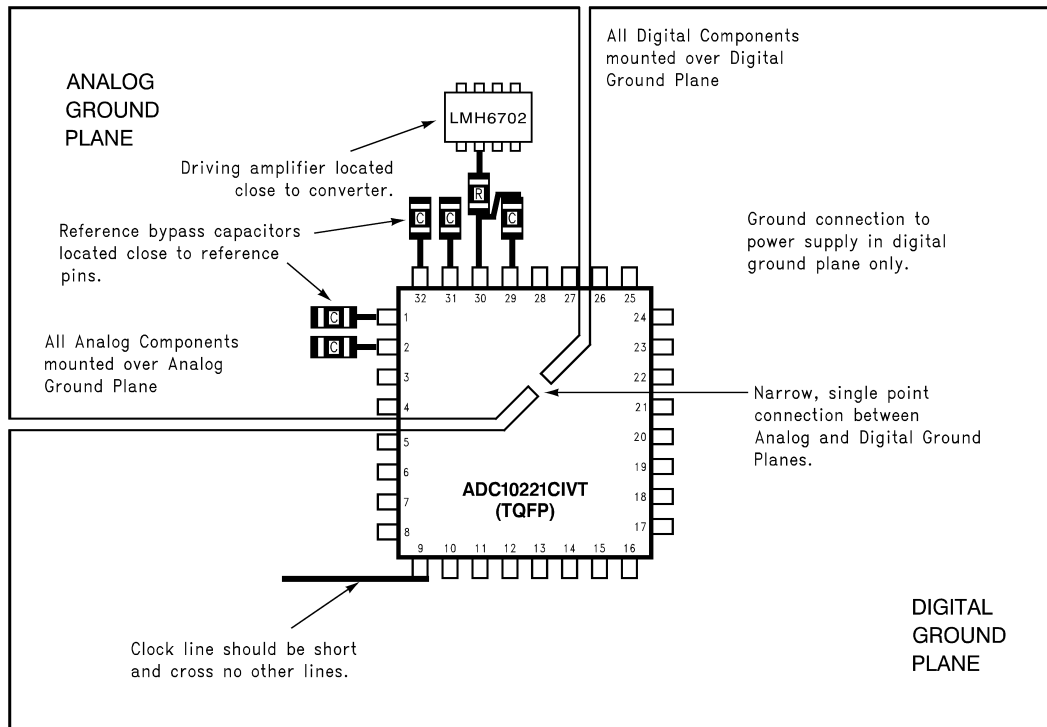 ANALOG
GROUND
PLANE
All Digital Components
mounted over Digital
Ground Plane
LMH6702
Driving amplifier located
close to converter.
R
C
C
C
Reference bypass capacitors
located close to reference
pins.
Ground connection to
power supply in digital
ground plane only.
32
31
30
29
28
27
26
25
C
C
All Analog Components
mounted over Analog
Ground Plane
1
2
3
4
5
6
7
8
24
23
22
21
20
19
18
17
Narrow, single point
connection between
Analog and Digital Ground
Planes.
ADC10221CIVT
(TQFP)
9
10
11
12
13
14
15
16
Clock line should be short
and cross no other lines.
DIGITAL
GROUND
PLANE